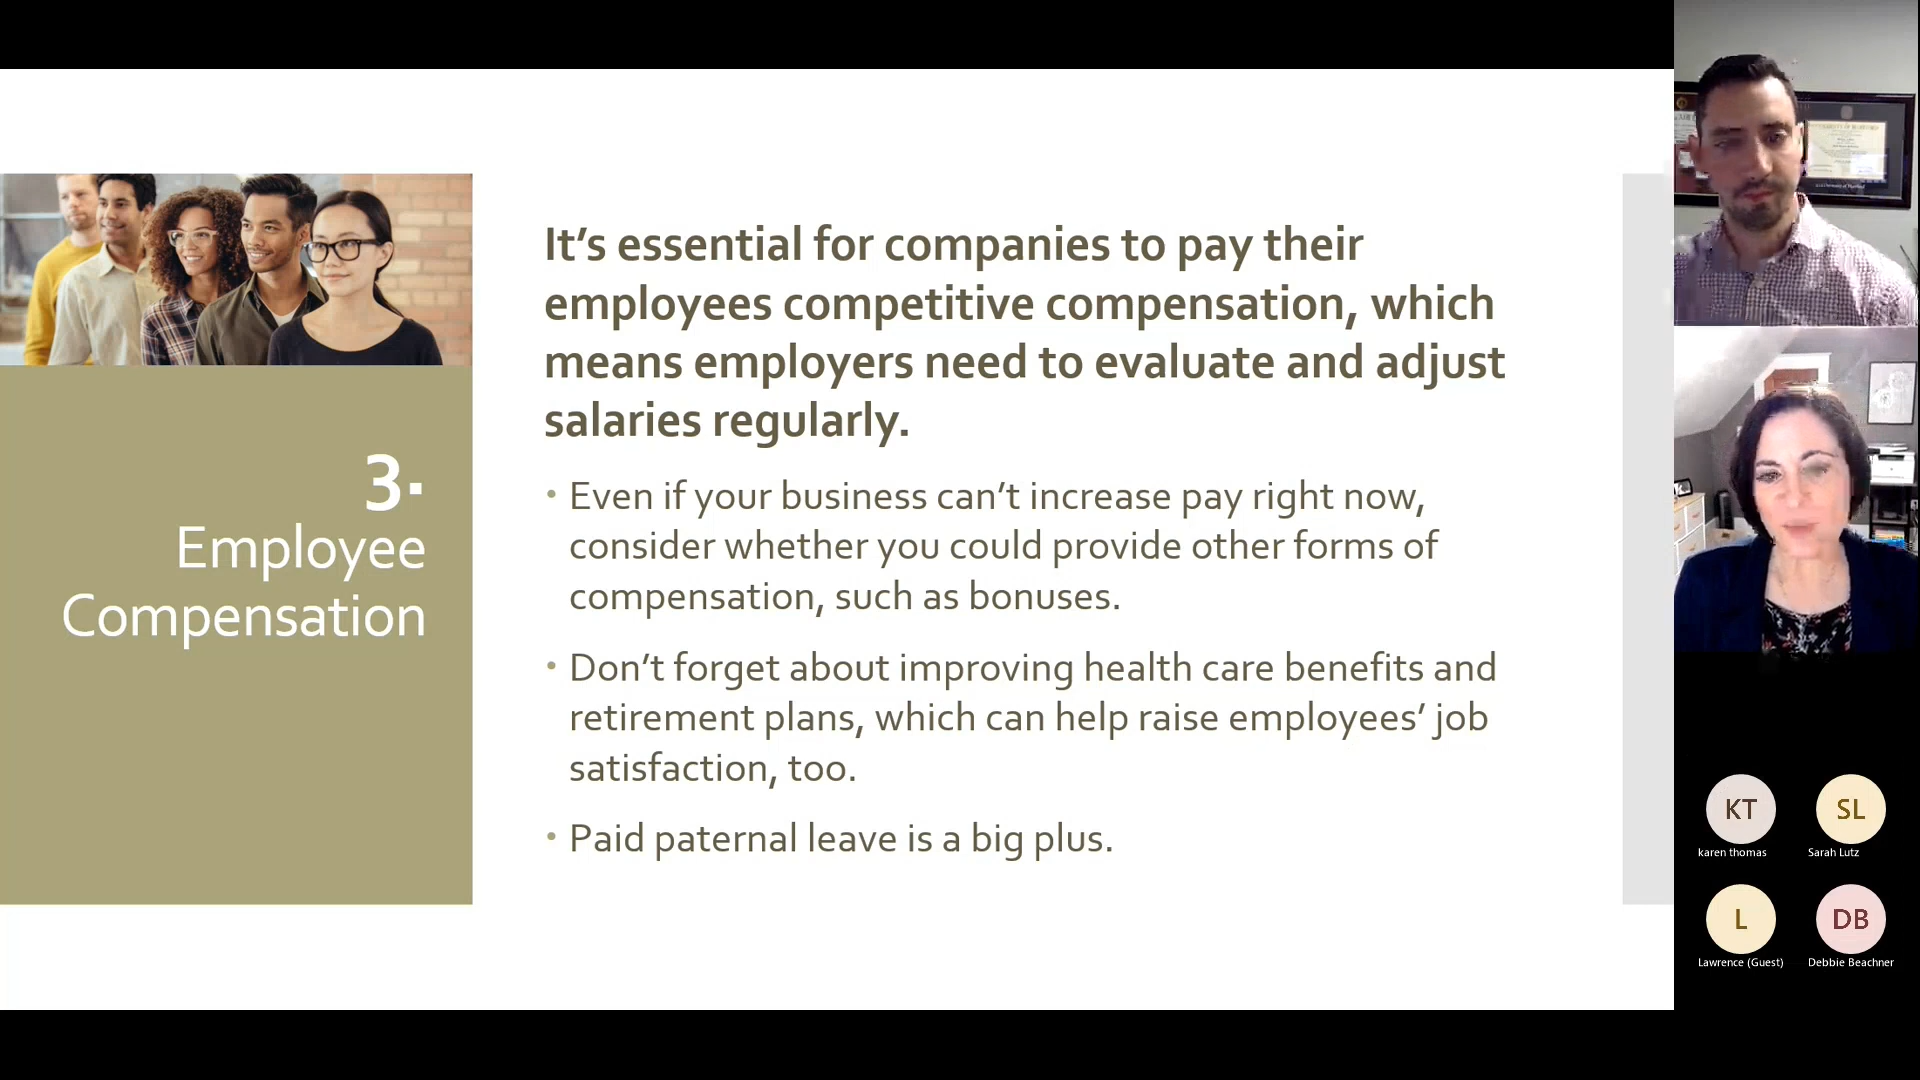 3.
Employee
Compensation
It’s essential for companies to pay their
employees competitive compensation, which
means employers need to evaluate and adjust
salaries regularly.
• Even if your business can’t increase pay right now,
consider whether you could provide other forms of
compensation, such as bonuses.
• Don’t forget about improving health care benefits and
retirement plans, which can help raise employees’ job
satisfaction, too.
• Paid paternal leave is a big plus.
KT
karen thomas
SL
Sarah Lutz
L
Lawrence (Guest)
DB
Debbie Beachner